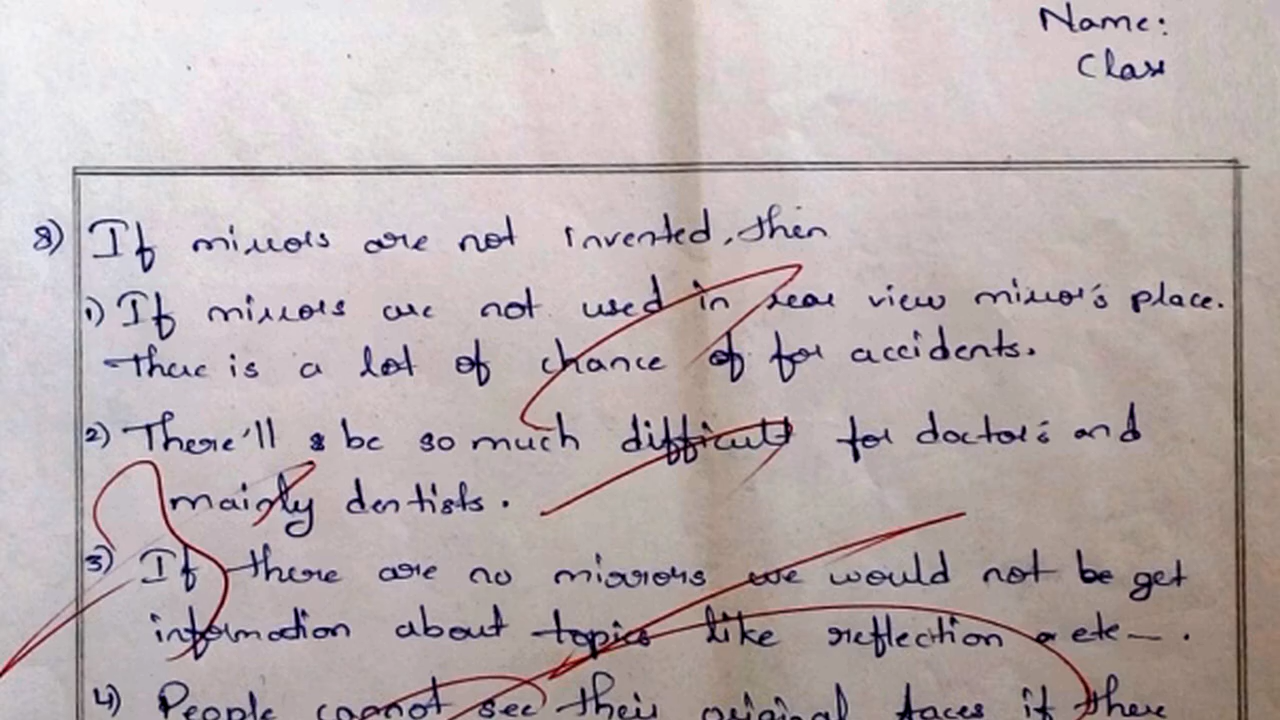 Name:
Class
8) If mirrors are not invented, then
1) If mirrors are not used in rear view mirror's place.
There is a lot of chance of for accidents.
2) There'll be so much difficult for doctor's and
mainly dentists.
3) If there are no mirrors we would not be get
information about topics like reflection etc.
4) People cannot see their original faces if there